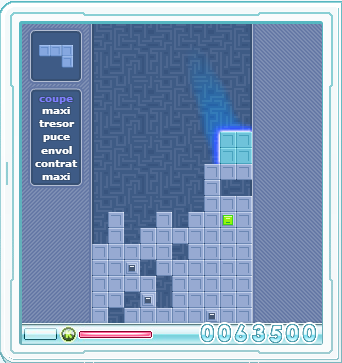 coupe
maxi
tresor
puce
envol
contrat
maxi
0063500